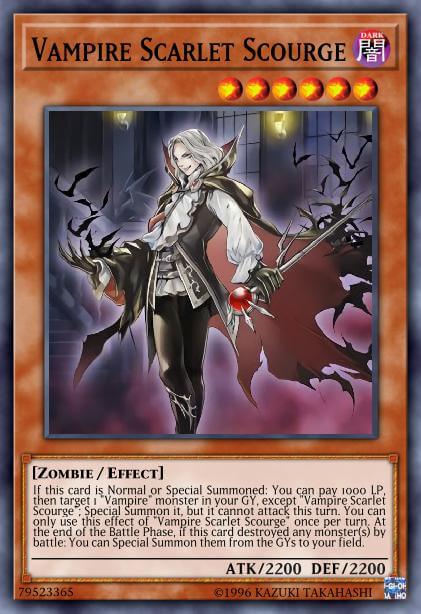 VAMPIRE SCARLET SCOURGE
DARK
闇
[ZOMBIE / EFFECT]
If this card is Normal or Special Summoned: You can pay 1000 LP,
then target 1 "Vampire" monster in your GY, except "Vampire Scarlet
Scourge"; Special Summon it, but it cannot attack this turn. You can
only use this effect of "Vampire Scarlet Scourge" once per turn. At
the end of the Battle Phase, if this card destroyed any monster(s) by
battle: You can Special Summon them from the GYs to your field.
ATK/2200 DEF/2200
79523365
©1996 KAZUKI TAKAHASHI